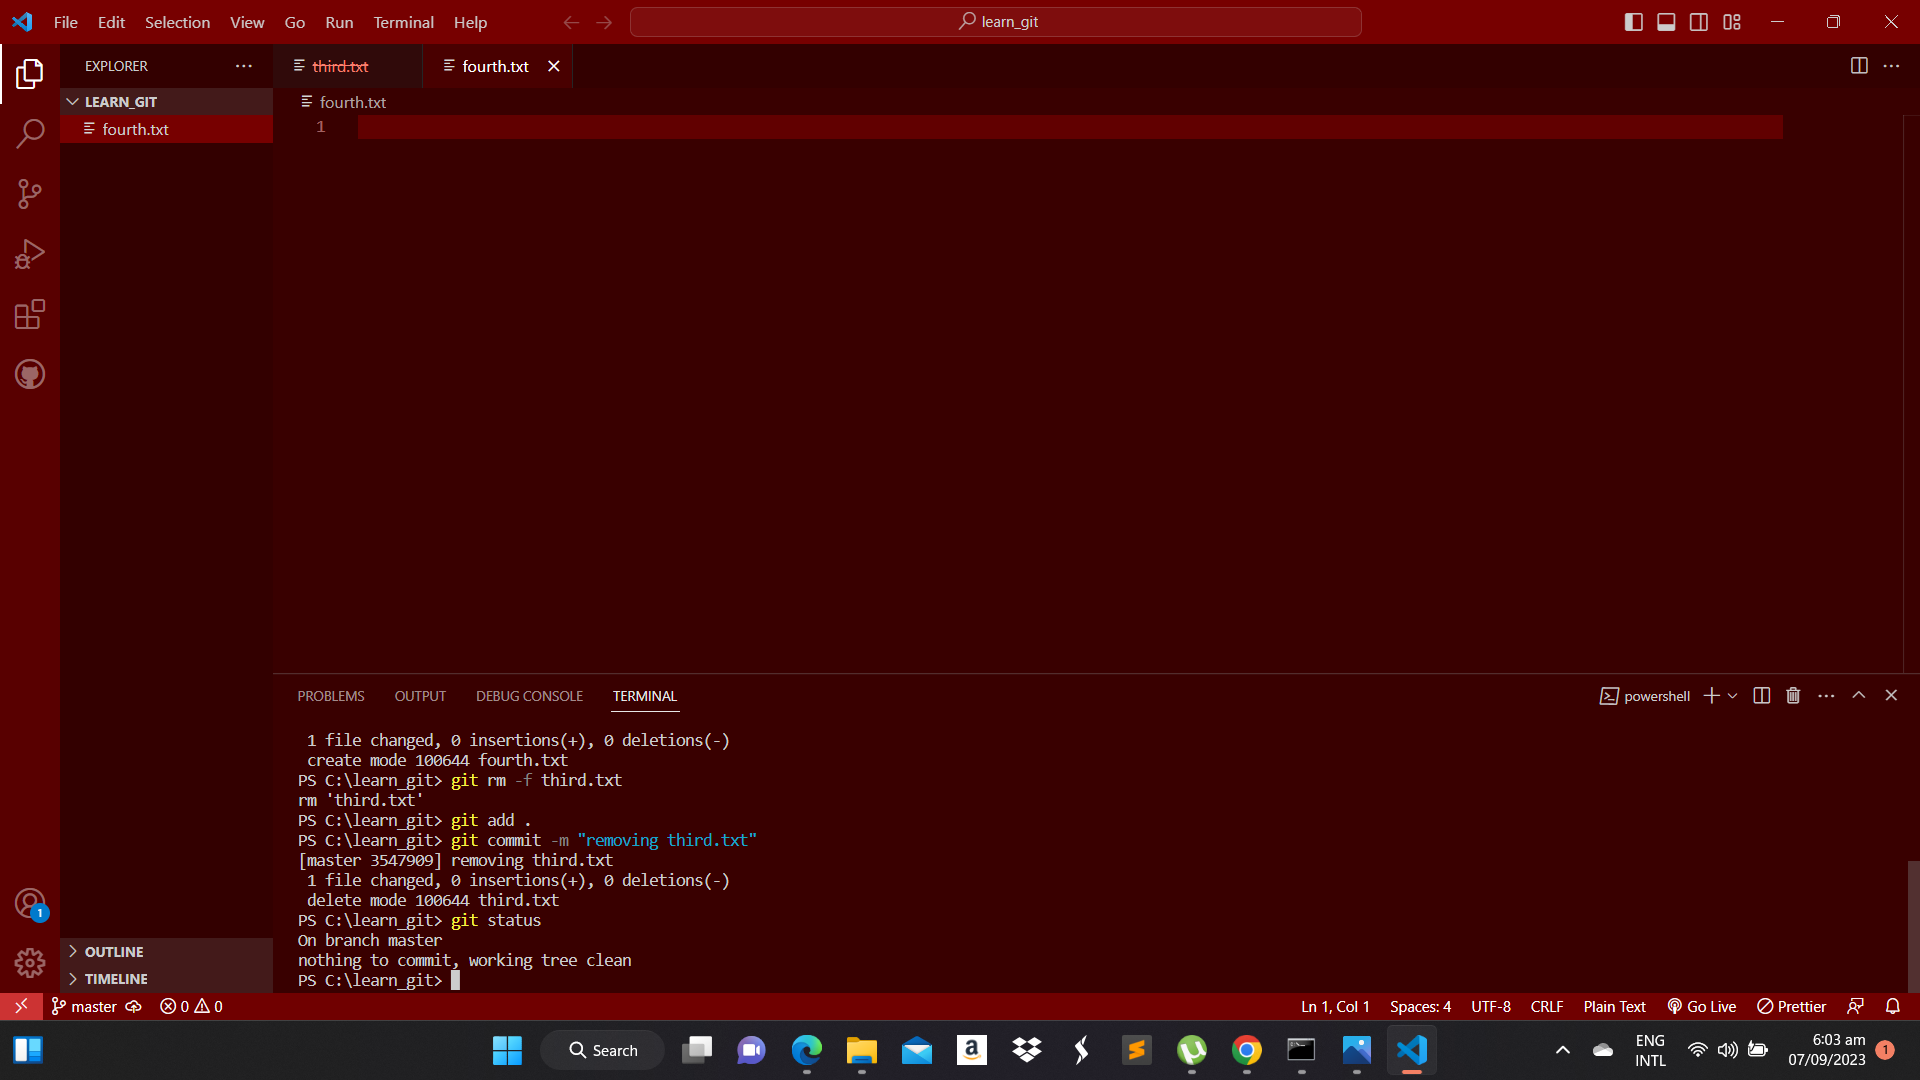 File Edit Selection View Go Run Terminal Help
learn_git
EXPLORER
third.txt
fourth.txt
LEARN_GIT
fourth.txt
fourth.txt
1
PROBLEMS OUTPUT DEBUG CONSOLE TERMINAL
powershell
1 file changed, 0 insertions(+), 0 deletions(-)
create mode 100644 fourth.txt
PS C:\learn_git> git rm -f third.txt
rm 'third.txt'
PS C:\learn_git> git add .
PS C:\learn_git> git commit -m "removing third.txt"
[master 3547909] removing third.txt
1 file changed, 0 insertions(+), 0 deletions(-)
delete mode 100644 third.txt
PS C:\learn_git> git status
On branch master
nothing to commit, working tree clean
PS C:\learn_git>
1
OUTLINE
TIMELINE
master 0 0
Ln 1, Col 1 Spaces: 4 UTF-8 CRLF Plain Text Go Live Prettier
Search
a
ENG
INTL
6:03 am
07/09/2023
1